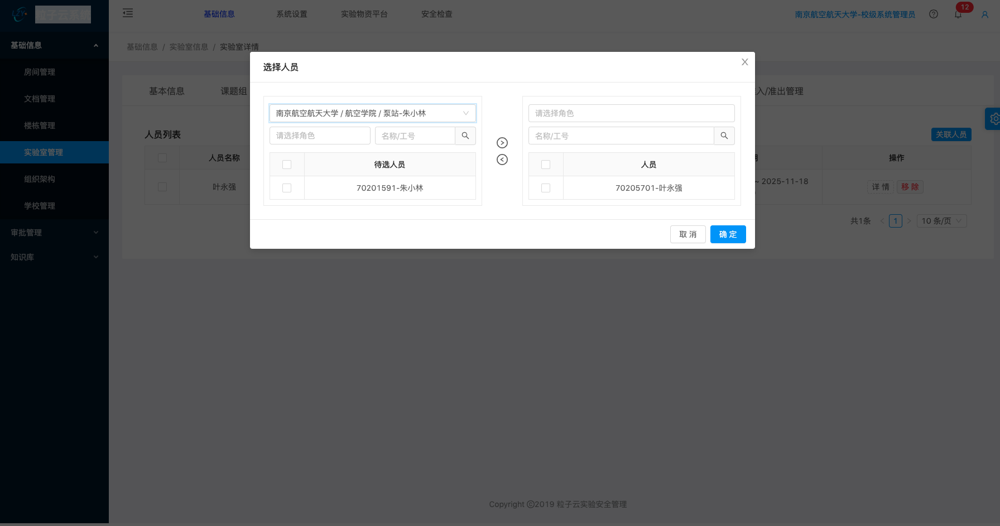 粒子云系统
基础信息
系统设置
实验物资平台
安全检查
南京航空航天大学-校级系统管理员
12
基础信息
房间管理
文档管理
楼栋管理
实验室管理
组织架构
学校管理
审批管理
知识库
基础信息 / 实验室信息 / 实验室详情
基本信息
课题组
入/准出管理
人员列表
关联人员
人员名称
操作
叶永强
~ 2025-11-18
详 情
移 除
共1条
1
10 条/页
选择人员
南京航空航天大学 / 航空学院 / 泵站-朱小林
请选择角色
名称/工号
待选人员
70201591-朱小林
请选择角色
名称/工号
人员
70205701-叶永强
取 消
确 定
Copyright ©2019 粒子云实验安全管理